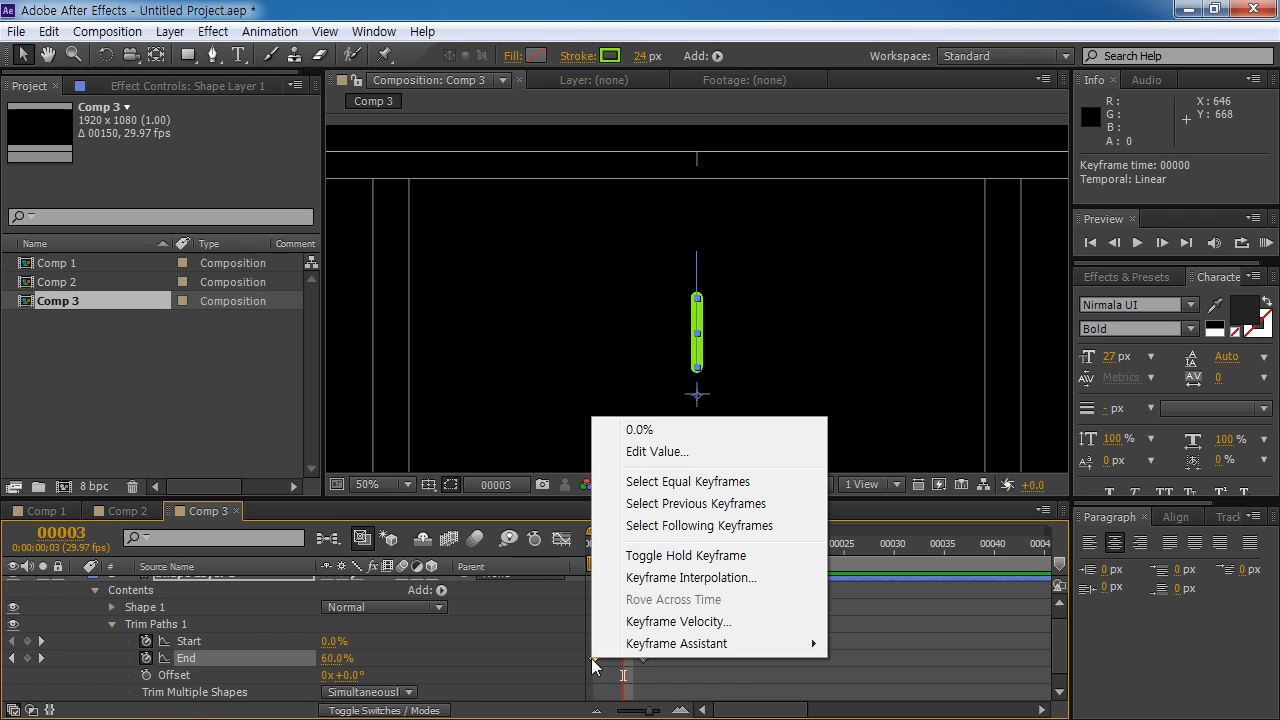 Adobe After Effects - Untitled Project.aep *
File Edit Composition Layer Effect Animation View Window Help
Fill: Stroke: 24 px Add: Workspace: Standard Search Help
Project Effect Controls: Shape Layer 1
Comp 3
1920 x 1080 (1.00)
Δ 00150, 29.97 fps
Name Type Comment
Comp 1 Composition
Comp 2 Composition
Comp 3 Composition
8 bpc
Composition: Comp 3 Layer: (none) Footage: (none)
Comp 3
50% 00003 1 View +0.0
Info Audio
R : X : 646
G : Y : 668
B :
A : 0
Keyframe time: 00000
Temporal: Linear
Preview
Effects & Presets Characte
Nirmala UI
Bold
27 px Auto
Metrics 0
- px
100 % 100 %
0 px 0 %
Paragraph Align Track
0 px 0 px 0 px
0 px 0 px
0.0%
Edit Value...
Select Equal Keyframes
Select Previous Keyframes
Select Following Keyframes
Toggle Hold Keyframe
Keyframe Interpolation...
Rove Across Time
Keyframe Velocity...
Keyframe Assistant
Comp 1 Comp 2 Comp 3
00003
0;00;00;03 (29.97 fps)
00025 00030 00035 00040 0004
# Source Name Parent
Contents Add:
Shape 1 Normal
Trim Paths 1
Start 0.0%
End 60.0%
Offset 0x+0.0°
Trim Multiple Shapes Simultaneousl
Toggle Switches / Modes